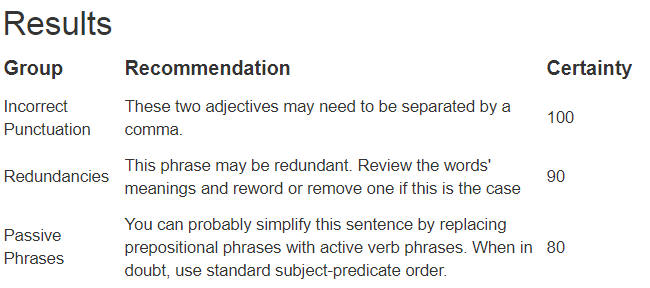 Results
Group Recommendation Certainty
Incorrect Punctuation These two adjectives may need to be separated by a comma. 100
Redundancies This phrase may be redundant. Review the words' meanings and reword or remove one if this is the case 90
Passive Phrases You can probably simplify this sentence by replacing prepositional phrases with active verb phrases. When in doubt, use standard subject-predicate order. 80